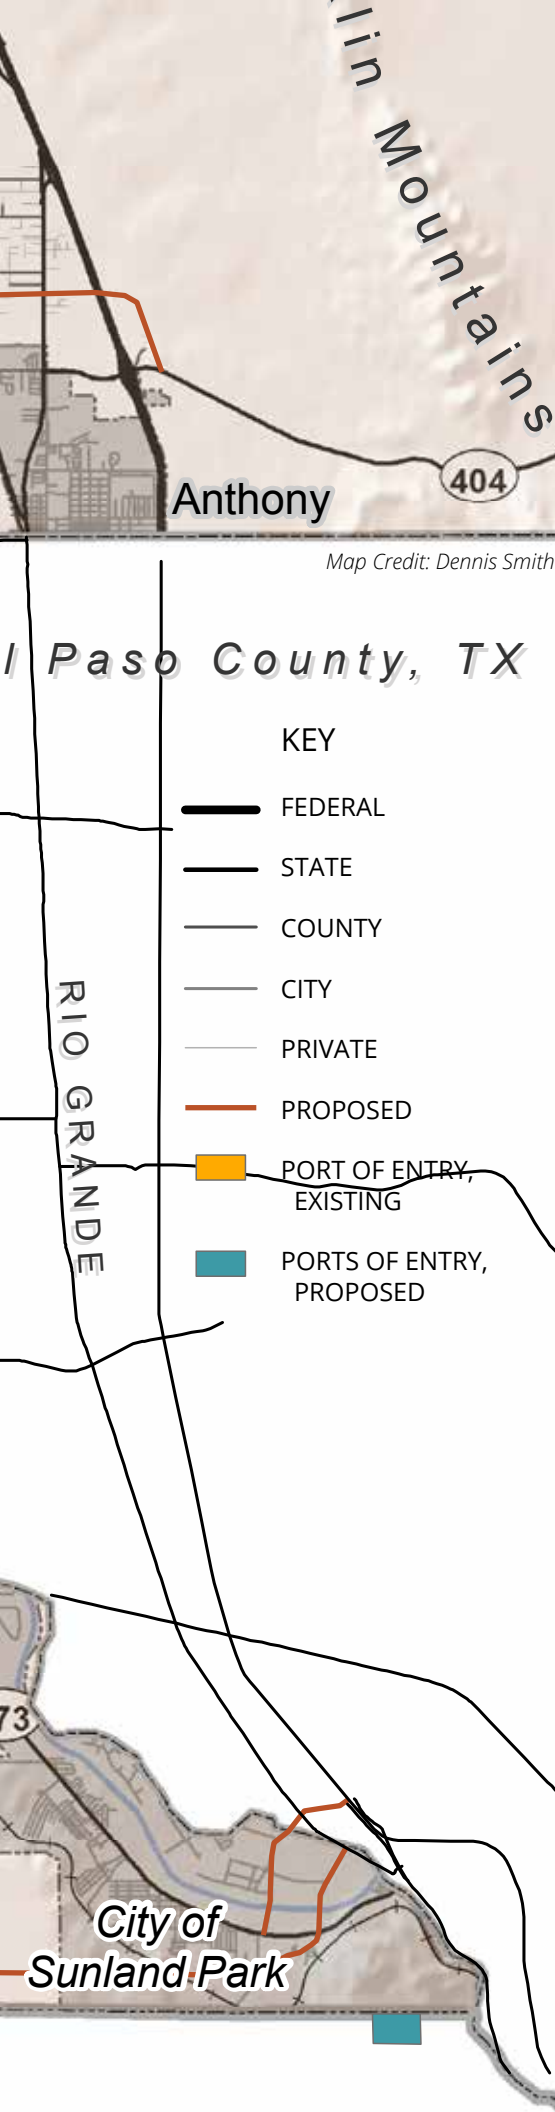 lin Mountains
404
Anthony
Map Credit: Dennis Smith
l Paso County, TX
KEY
FEDERAL
STATE
COUNTY
CITY
PRIVATE
PROPOSED
PORT OF ENTRY,
EXISTING
PORTS OF ENTRY,
PROPOSED
RIO GRANDE
73
City of
Sunland Park